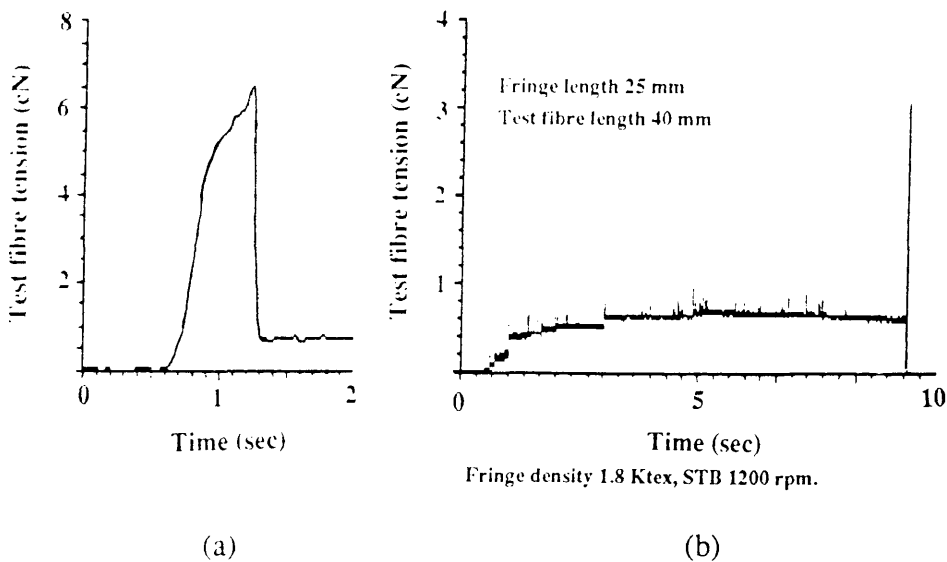 (a)
8
6
4
2
0
1
2
Test fibre tension (cN)
Time (sec)
(b)
4
3
2
1
0
5
10
Test fibre tension (cN)
Fringe length 25 mm
Test fibre length 40 mm
Time (sec)
Fringe density 1.8 Ktex, STB 1200 rpm.
(a)
(b)